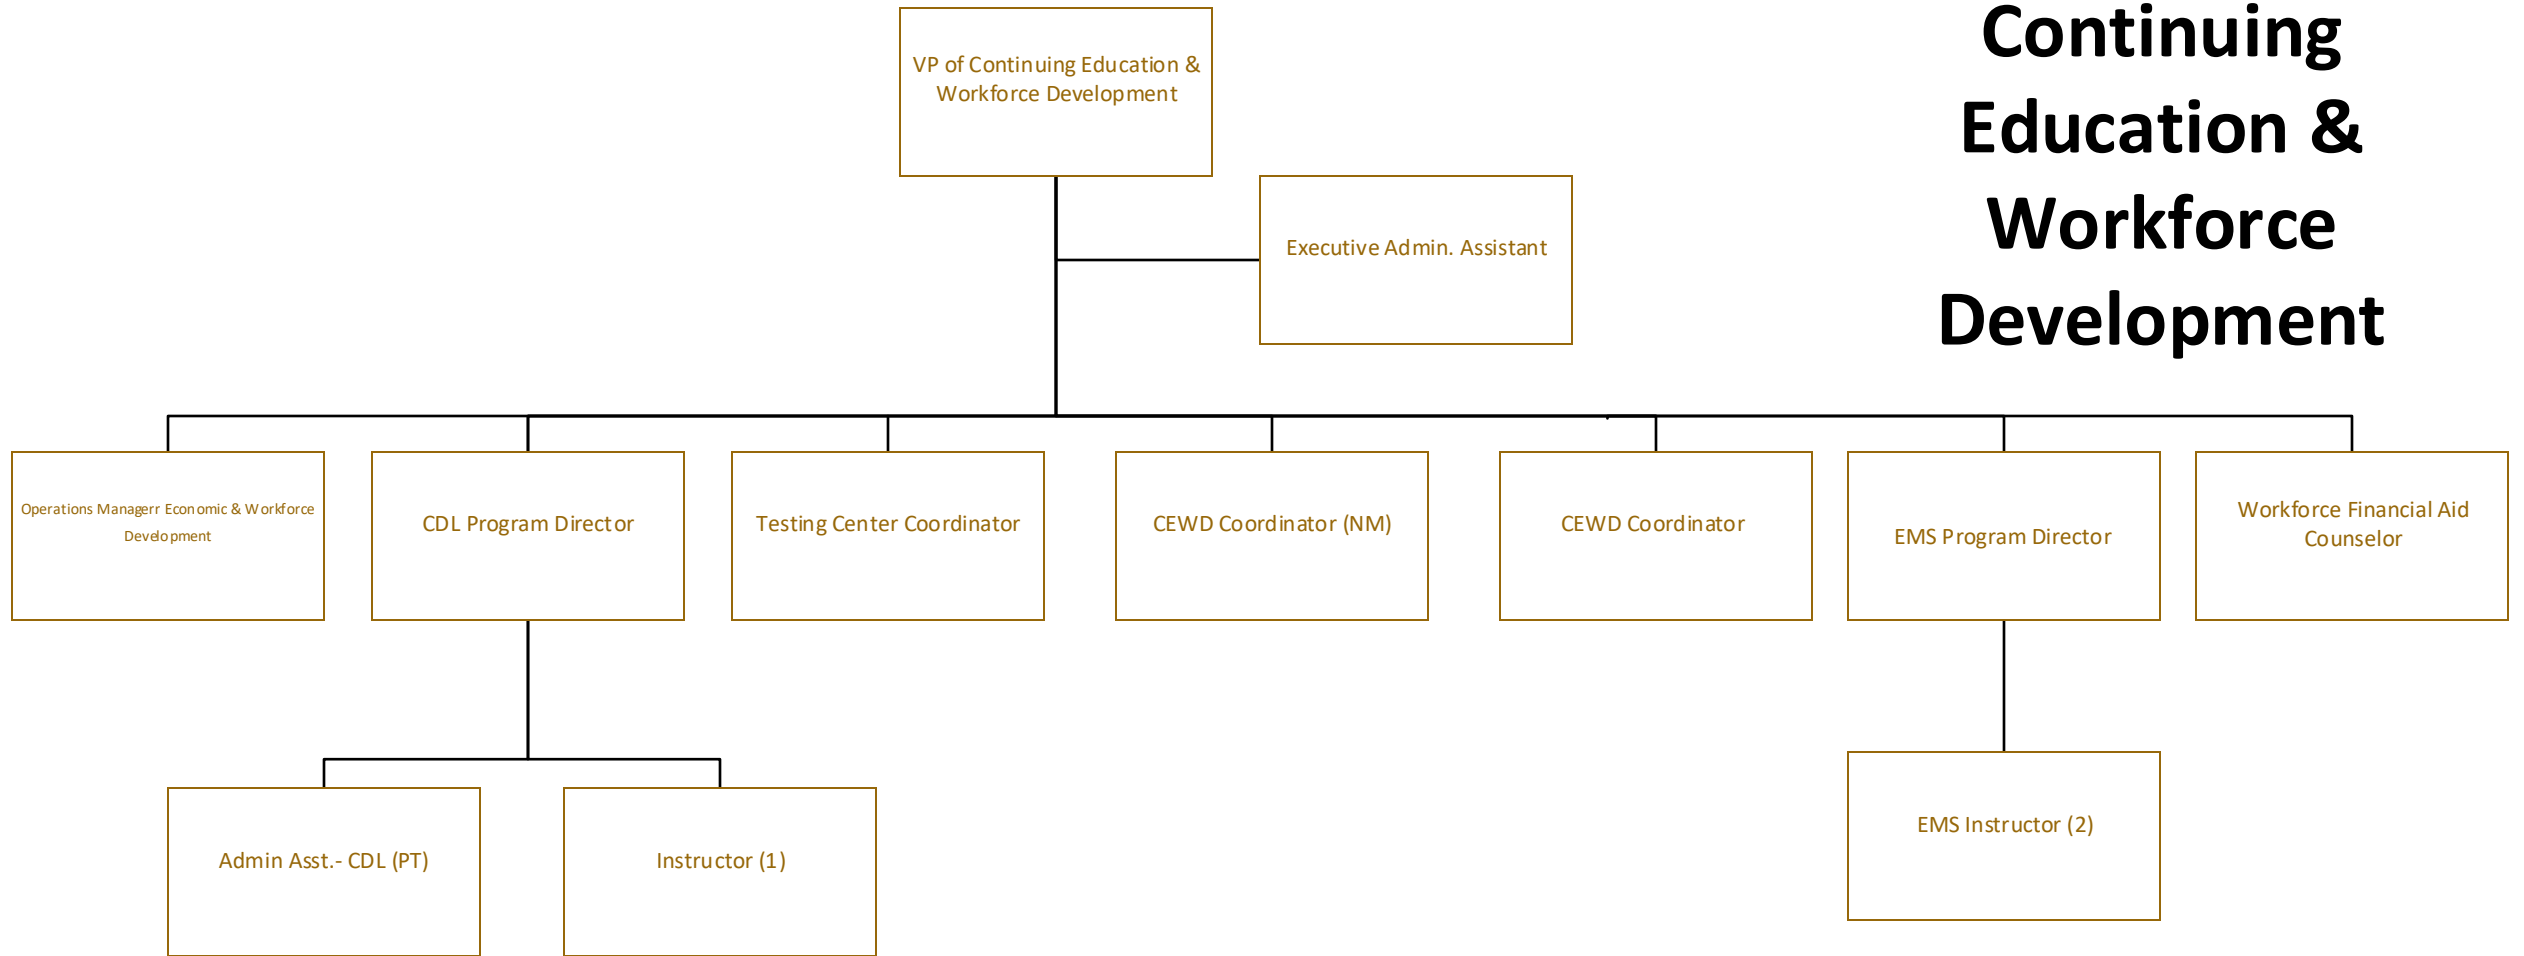 Continuing
Education &
Workforce
Development
VP of Continuing Education &
Workforce Development
Executive Admin. Assistant
Operations Managerr Economic & Workforce
Development
CDL Program Director
Testing Center Coordinator
CEWD Coordinator (NM)
CEWD Coordinator
EMS Program Director
Workforce Financial Aid
Counselor
Admin Asst.- CDL (PT)
Instructor (1)
EMS Instructor (2)